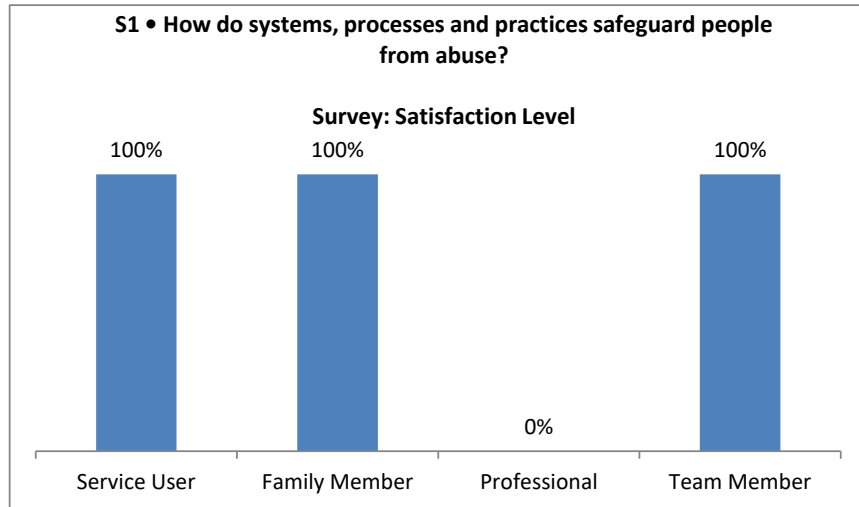 S1 • How do systems, processes and practices safeguard people
from abuse?
Survey: Satisfaction Level
100%
100%
0%
100%
Service User
Family Member
Professional
Team Member